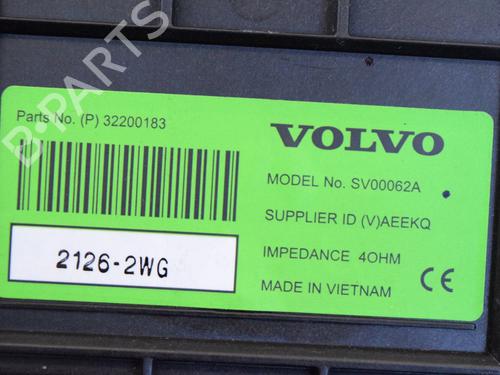 B-PARTS
Parts No. (P) 32200183
VOLVO
MODEL No. SV00062A
SUPPLIER ID (V)AEEKQ
2126-2WG
IMPEDANCE 4OHM
MADE IN VIETNAM
CE